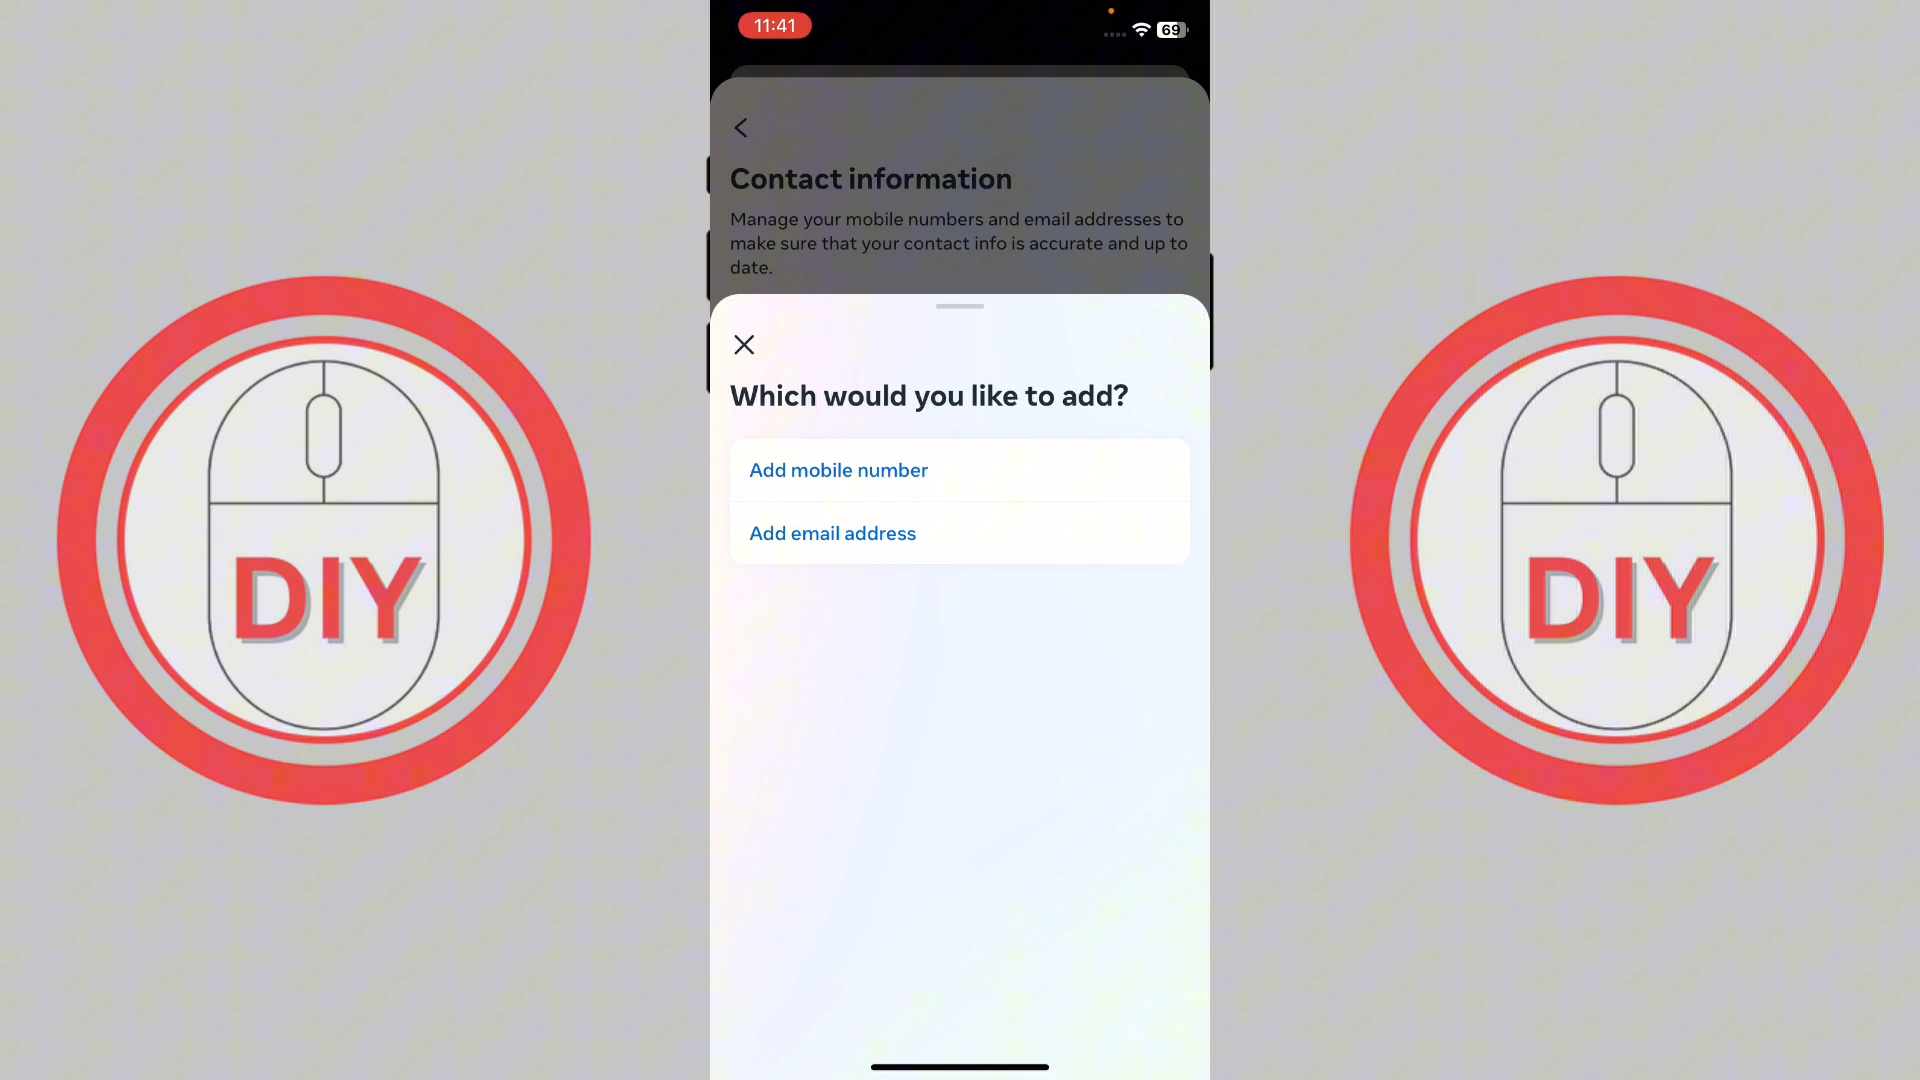 11:41
69
Contact information
Manage your mobile numbers and email addresses to
make sure that your contact info is accurate and up to
date.
Which would you like to add?
Add mobile number
Add email address
DIY
DIY